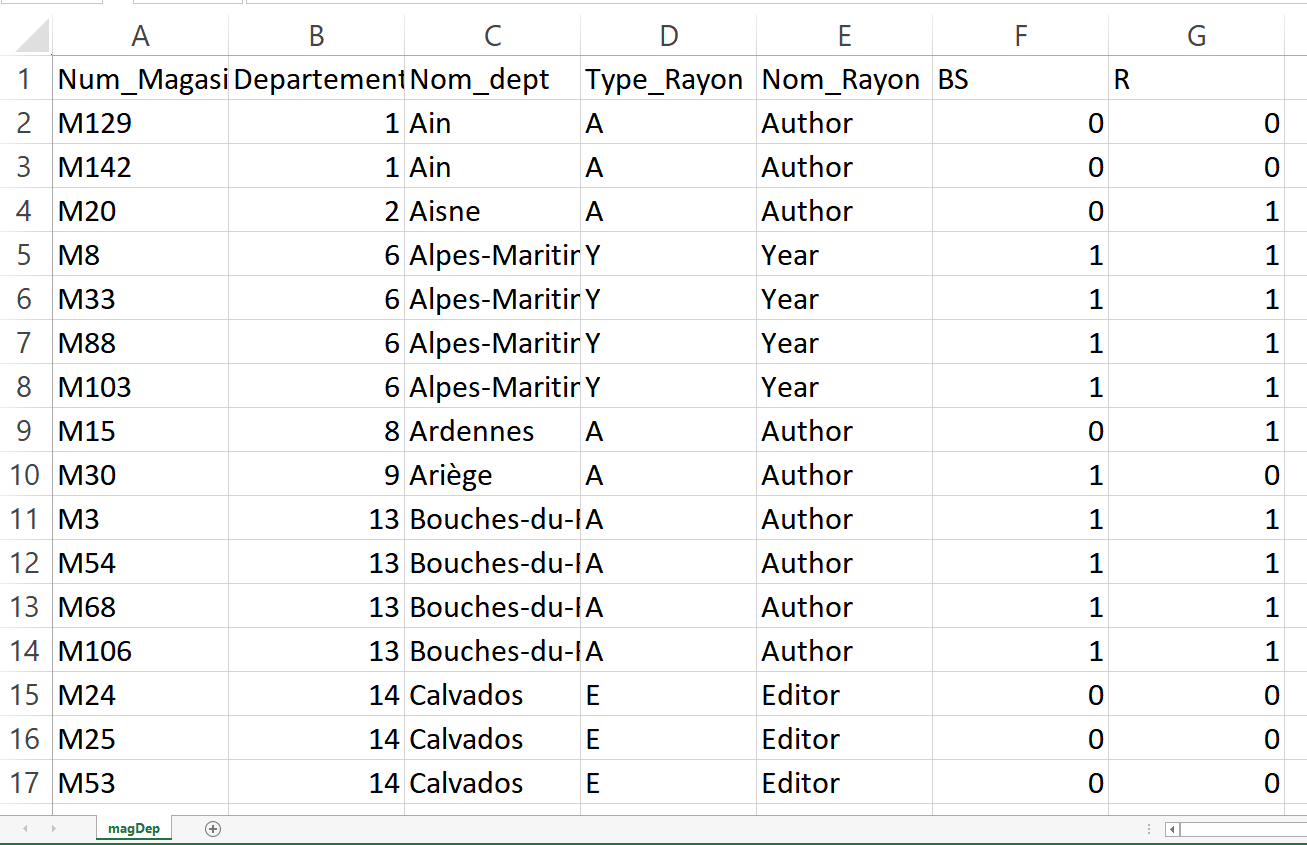 A B C D E F G
1 Num_Magasi Departement Nom_dept Type_Rayon Nom_Rayon BS R
2 M129 1 Ain A Author 0 0
3 M142 1 Ain A Author 0 0
4 M20 2 Aisne A Author 0 1
5 M8 6 Alpes-Maritim Y Year 1 1
6 M33 6 Alpes-Maritim Y Year 1 1
7 M88 6 Alpes-Maritim Y Year 1 1
8 M103 6 Alpes-Maritim Y Year 1 1
9 M15 8 Ardennes A Author 0 1
10 M30 9 Ariège A Author 1 0
11 M3 13 Bouches-du-R A Author 1 1
12 M54 13 Bouches-du-R A Author 1 1
13 M68 13 Bouches-du-R A Author 1 1
14 M106 13 Bouches-du-R A Author 1 1
15 M24 14 Calvados E Editor 0 0
16 M25 14 Calvados E Editor 0 0
17 M53 14 Calvados E Editor 0 0
magDep